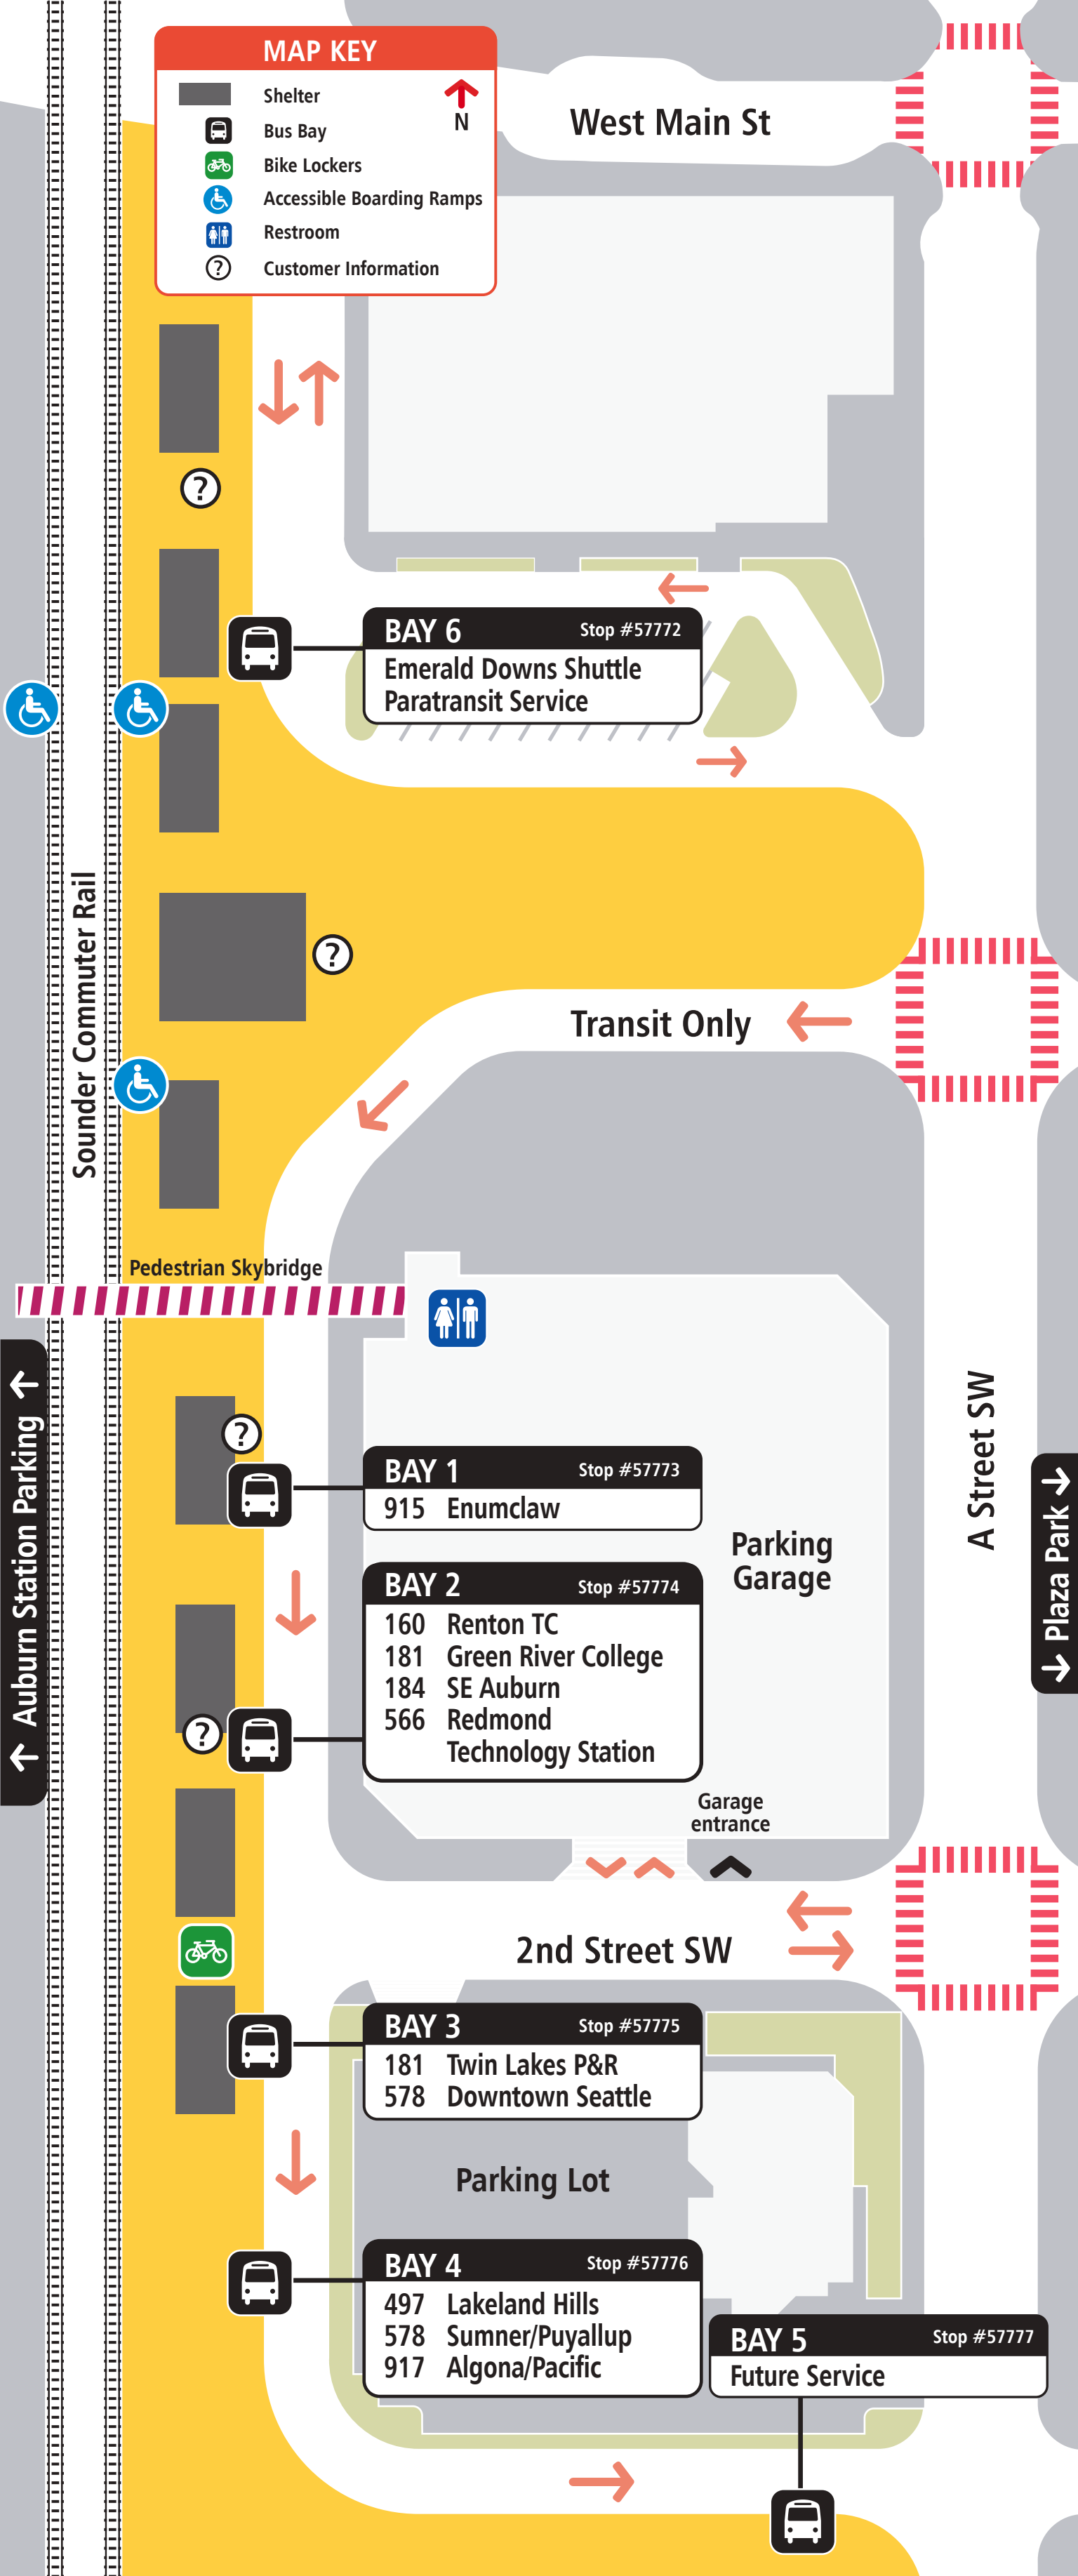 MAP KEY
Shelter
N
Bus Bay
Bike Lockers
Accessible Boarding Ramps
Restroom
? Customer Information
West Main St
?
BAY 6 Stop #57772
Emerald Downs Shuttle
Paratransit Service
Sounder Commuter Rail
?
Transit Only
Pedestrian Skybridge
Auburn Station Parking
?
BAY 1 Stop #57773
915 Enumclaw
Parking
Garage
A Street SW
Plaza Park
BAY 2 Stop #57774
160 Renton TC
181 Green River College
184 SE Auburn
566 Redmond
Technology Station
?
Garage
entrance
2nd Street SW
BAY 3 Stop #57775
181 Twin Lakes P&R
578 Downtown Seattle
Parking Lot
BAY 4 Stop #57776
497 Lakeland Hills
578 Sumner/Puyallup
917 Algona/Pacific
BAY 5 Stop #57777
Future Service